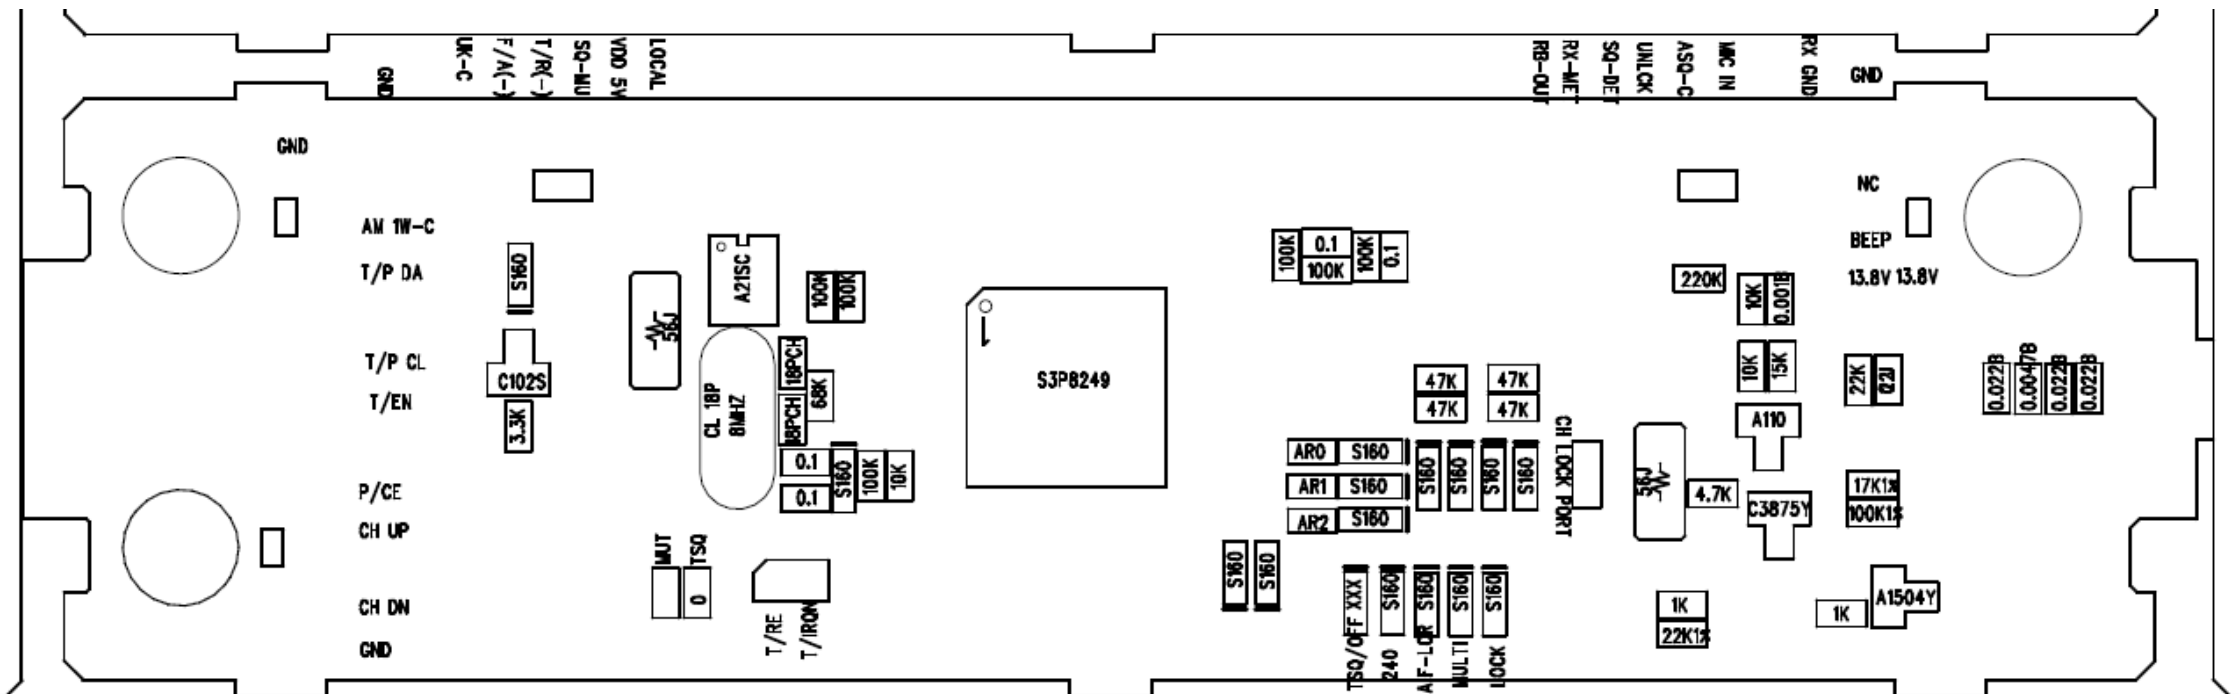 GND
UK-C
F/A(-)
T/R(-)
SQ-MU
VDD 5V
LOCAL
RB-OUT
RX-MET
SQ-DET
UNLCK
ASQ-C
MIC IN
RX GND
GND
GND
NC
AM 1W-C
BEEP
T/P DA
13.8V 13.8V
S160
56J
A21SC
100K
100K
100K
0.1
100K
100K
0.1
220K
10K
0.001B
1
S3P8249
T/P CL
C102S
T/EN
3.3K
CL 18P
8MHZ
18PCH
18PCH
68K
0.1
0.1
S160
100K
10K
47K
47K
47K
47K
10K
15K
22K
0.022B
0.0047B
0.022B
0.022B
A110
CH LOCK PORT
56J
4.7K
C3875Y
17K1%
100K1%
AR0
S160
AR1
S160
AR2
S160
S160
S160
S160
S160
P/CE
CH UP
CH DN
GND
MUT
TSQ
0
T/RE
T/IRQN
S160
S160
TSQ/OFF XXX
240
S160
A/F-LOR
S160
MULTI
S160
LOCK
S160
1K
22K1%
1K
A1504Y